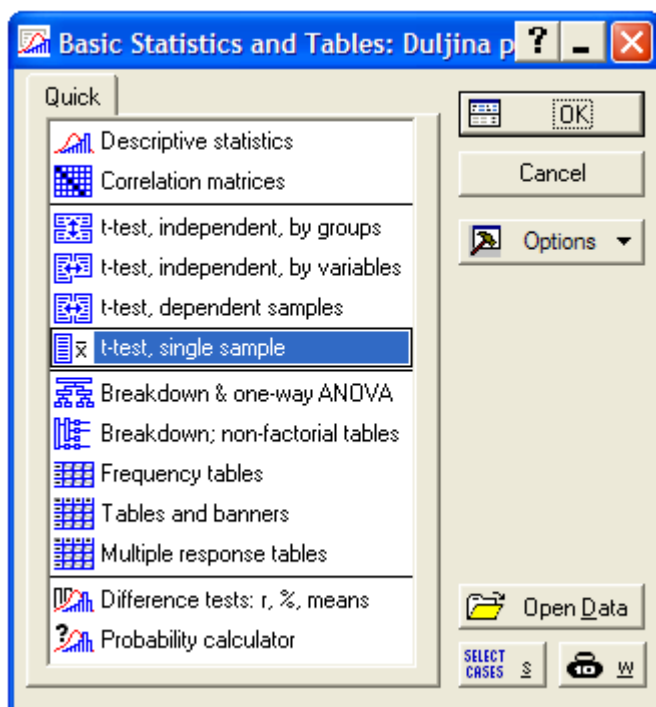 Basic Statistics and Tables: Duljina p
Quick
Descriptive statistics
Correlation matrices
t-test, independent, by groups
t-test, independent, by variables
t-test, dependent samples
x t-test, single sample
Breakdown & one-way ANOVA
Breakdown; non-factorial tables
Frequency tables
Tables and banners
Multiple response tables
Difference tests: r, %, means
? Probability calculator
OK
Cancel
Options
Open Data
SELECT
CASES S
10 W